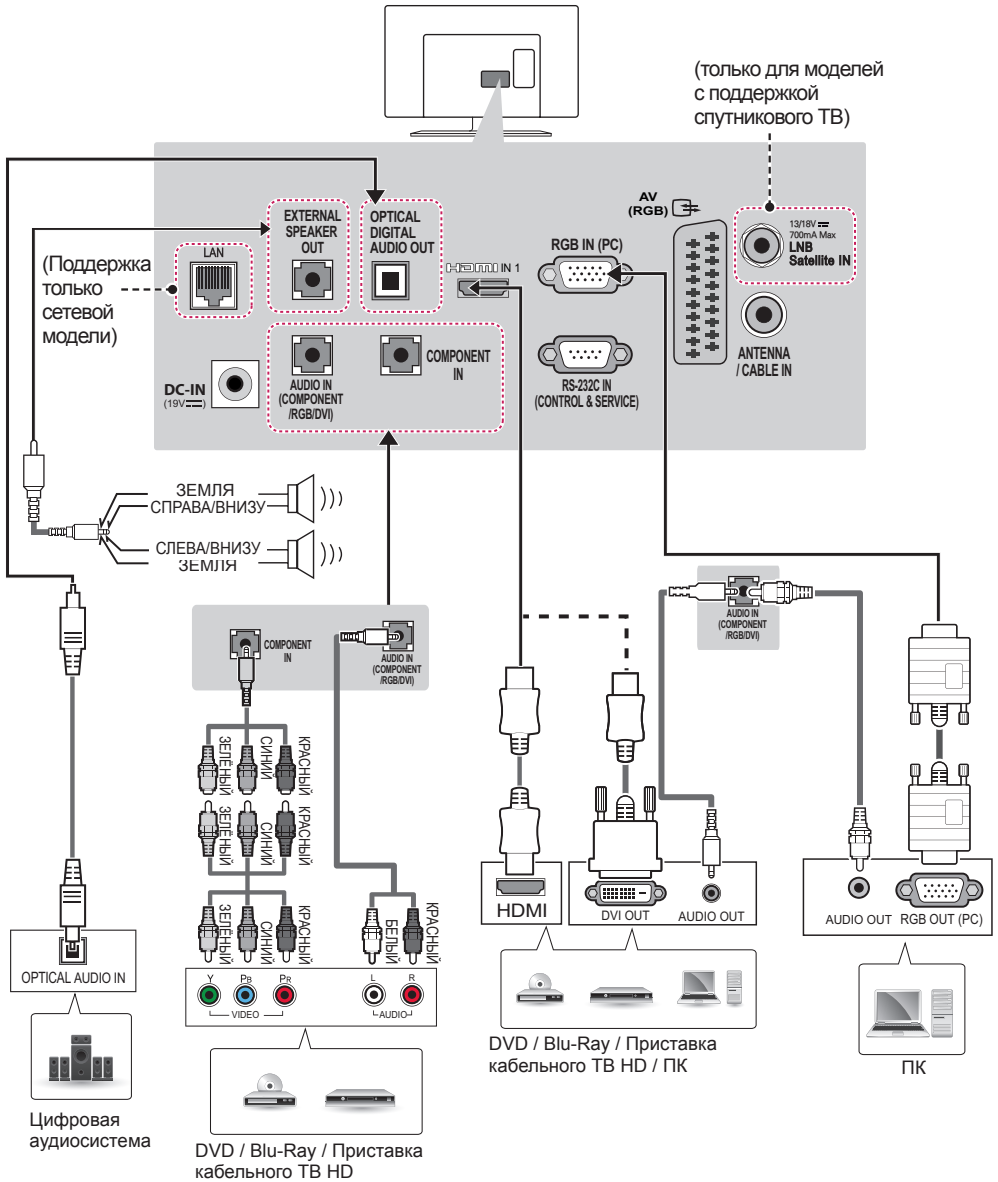 (только для моделей
с поддержкой
спутникового ТВ)
EXTERNAL
SPEAKER
OUT
OPTICAL
DIGITAL
AUDIO OUT
AV
(RGB)
13/18V
700mA Max
LNB
Satellite IN
LAN
HDMI IN 1
RGB IN (PC)
(Поддержка
только
сетевой
модели)
DC-IN
(19V)
AUDIO IN
(COMPONENT
/RGB/DVI)
COMPONENT
IN
RS-232C IN
(CONTROL & SERVICE)
ANTENNA
/ CABLE IN
ЗЕМЛЯ
СПРАВА/ВНИЗУ
СЛЕВА/ВНИЗУ
ЗЕМЛЯ
COMPONENT
IN
AUDIO IN
(COMPONENT
/RGB/DVI)
AUDIO IN
(COMPONENT
/RGB/DVI)
ЗЕЛЁНЫЙ
СИНИЙ
КРАСНЫЙ
ЗЕЛЁНЫЙ
СИНИЙ
КРАСНЫЙ
ЗЕЛЁНЫЙ
СИНИЙ
КРАСНЫЙ
БЕЛЫЙ
КРАСНЫЙ
HDMI
DVI OUT
AUDIO OUT
AUDIO OUT
RGB OUT (PC)
OPTICAL AUDIO IN
Y
PB
PR
VIDEO
L
R
AUDIO
Цифровая
аудиосистема
DVD / Blu-Ray / Приставка
кабельного ТВ HD
DVD / Blu-Ray / Приставка
кабельного ТВ HD / ПК
ПК